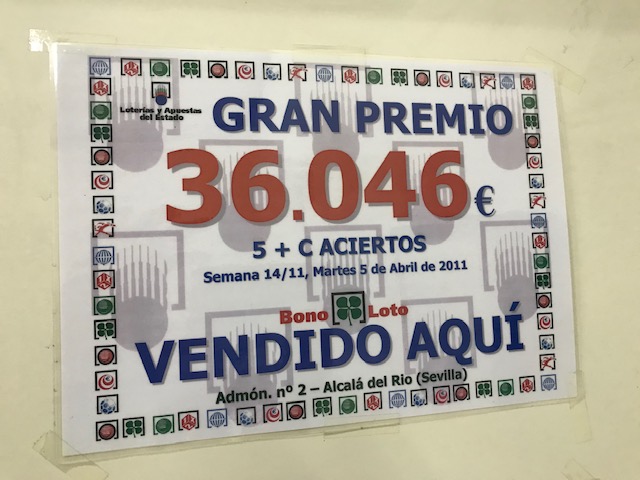 Loterías y Apuestas
del Estado
GRAN PREMIO
36.046€
5 + C ACIERTOS
Semana 14/11, Martes 5 de Abril de 2011
Bono Loto
VENDIDO AQUÍ
Admón. nº 2 – Alcalá del Rio (Sevilla)